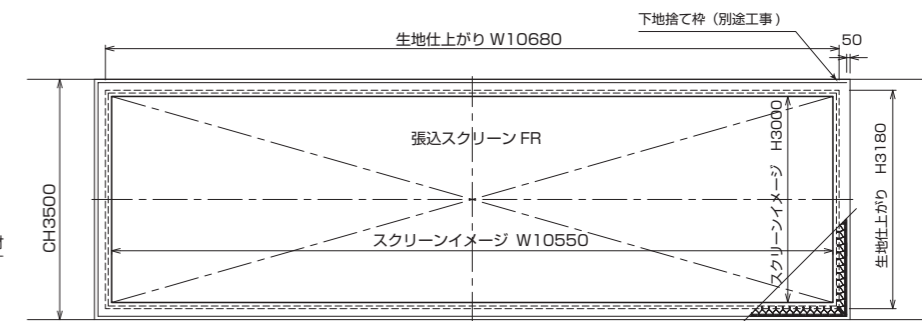 下地捨て枠（別途工事）
50
生地仕上がり W10680
張込スクリーン FR
スクリーンイメージ H3000
生地仕上がり H3180
CH3500
スクリーンイメージ W10550